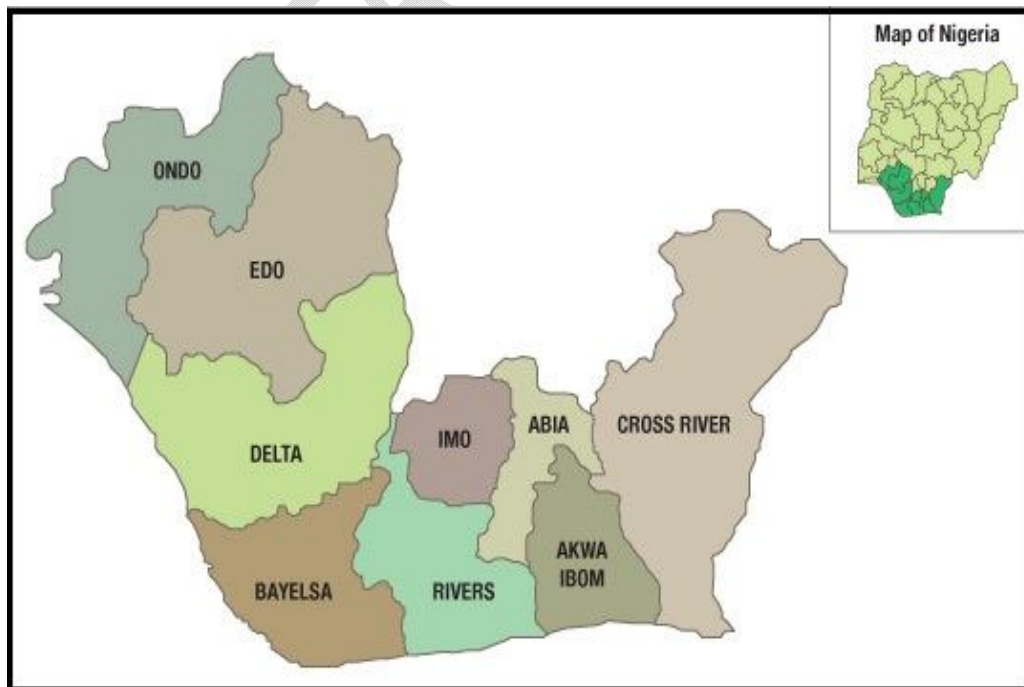 Map of Nigeria
ONDO
EDO
DELTA
IMO
ABIA
CROSS RIVER
BAYELSA
RIVERS
AKWA
IBOM